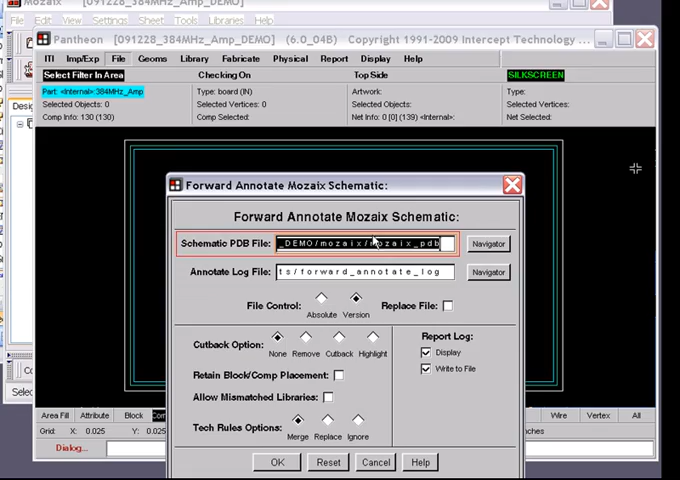 Mozaix [091228_384MHz_Amp_DEMO]
File Edit View Settings Sheet Tools Libraries Help
Pantheon [091228_384MHz_Amp_DEMO] (6.0_04B) Copyright 1991-2009 Intercept Technology ...
ITI Imp/Exp File Geoms Library Fabricate Physical Report Display Help
Select Filter In Area Checking On Top Side SILKSCREEN
Part: <Internal>:384MHz_Amp Type: board (IN) Artwork: Type:
Selected Objects: 0 Selected Vertices: 0 Selected Objects: Selected Vertices:
Comp Info: 130 (130) Comp Selected: Net Info: 0 [0] (139) <Internal>: Net Selected:
Forward Annotate Mozaix Schematic:
Forward Annotate Mozaix Schematic:
Schematic PDB File: _DEMO/mozaix/mozaix_pdb Navigator
Annotate Log File: ts/forward_annotate_log Navigator
File Control: Absolute Version Replace File:
Cutback Option: None Remove Cutback Highlight
Report Log:
Display
Write to File
Retain Block/Comp Placement:
Allow Mismatched Libraries:
Tech Rules Options: Merge Replace Ignore
OK Reset Cancel Help
Area Fill Attribute Block Wire Vertex All
Grid: X: 0.025 Y: 0.025
Dialog...